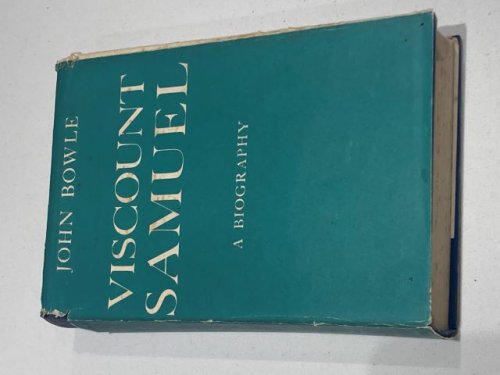 JOHN BOWLE
VISCOUNT
SAMUEL
A BIOGRAPHY